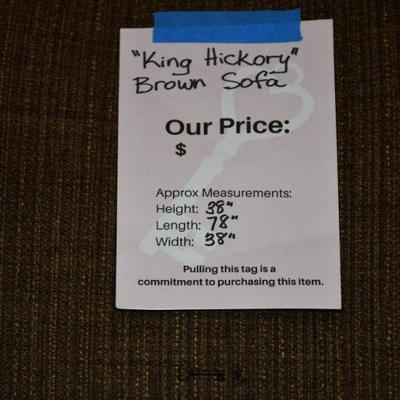 "King Hickory"
Brown Sofa
Our Price:
$
Approx Measurements:
Height: 38"
Length: 78"
Width: 38"
Pulling this tag is a
commitment to purchasing this item.